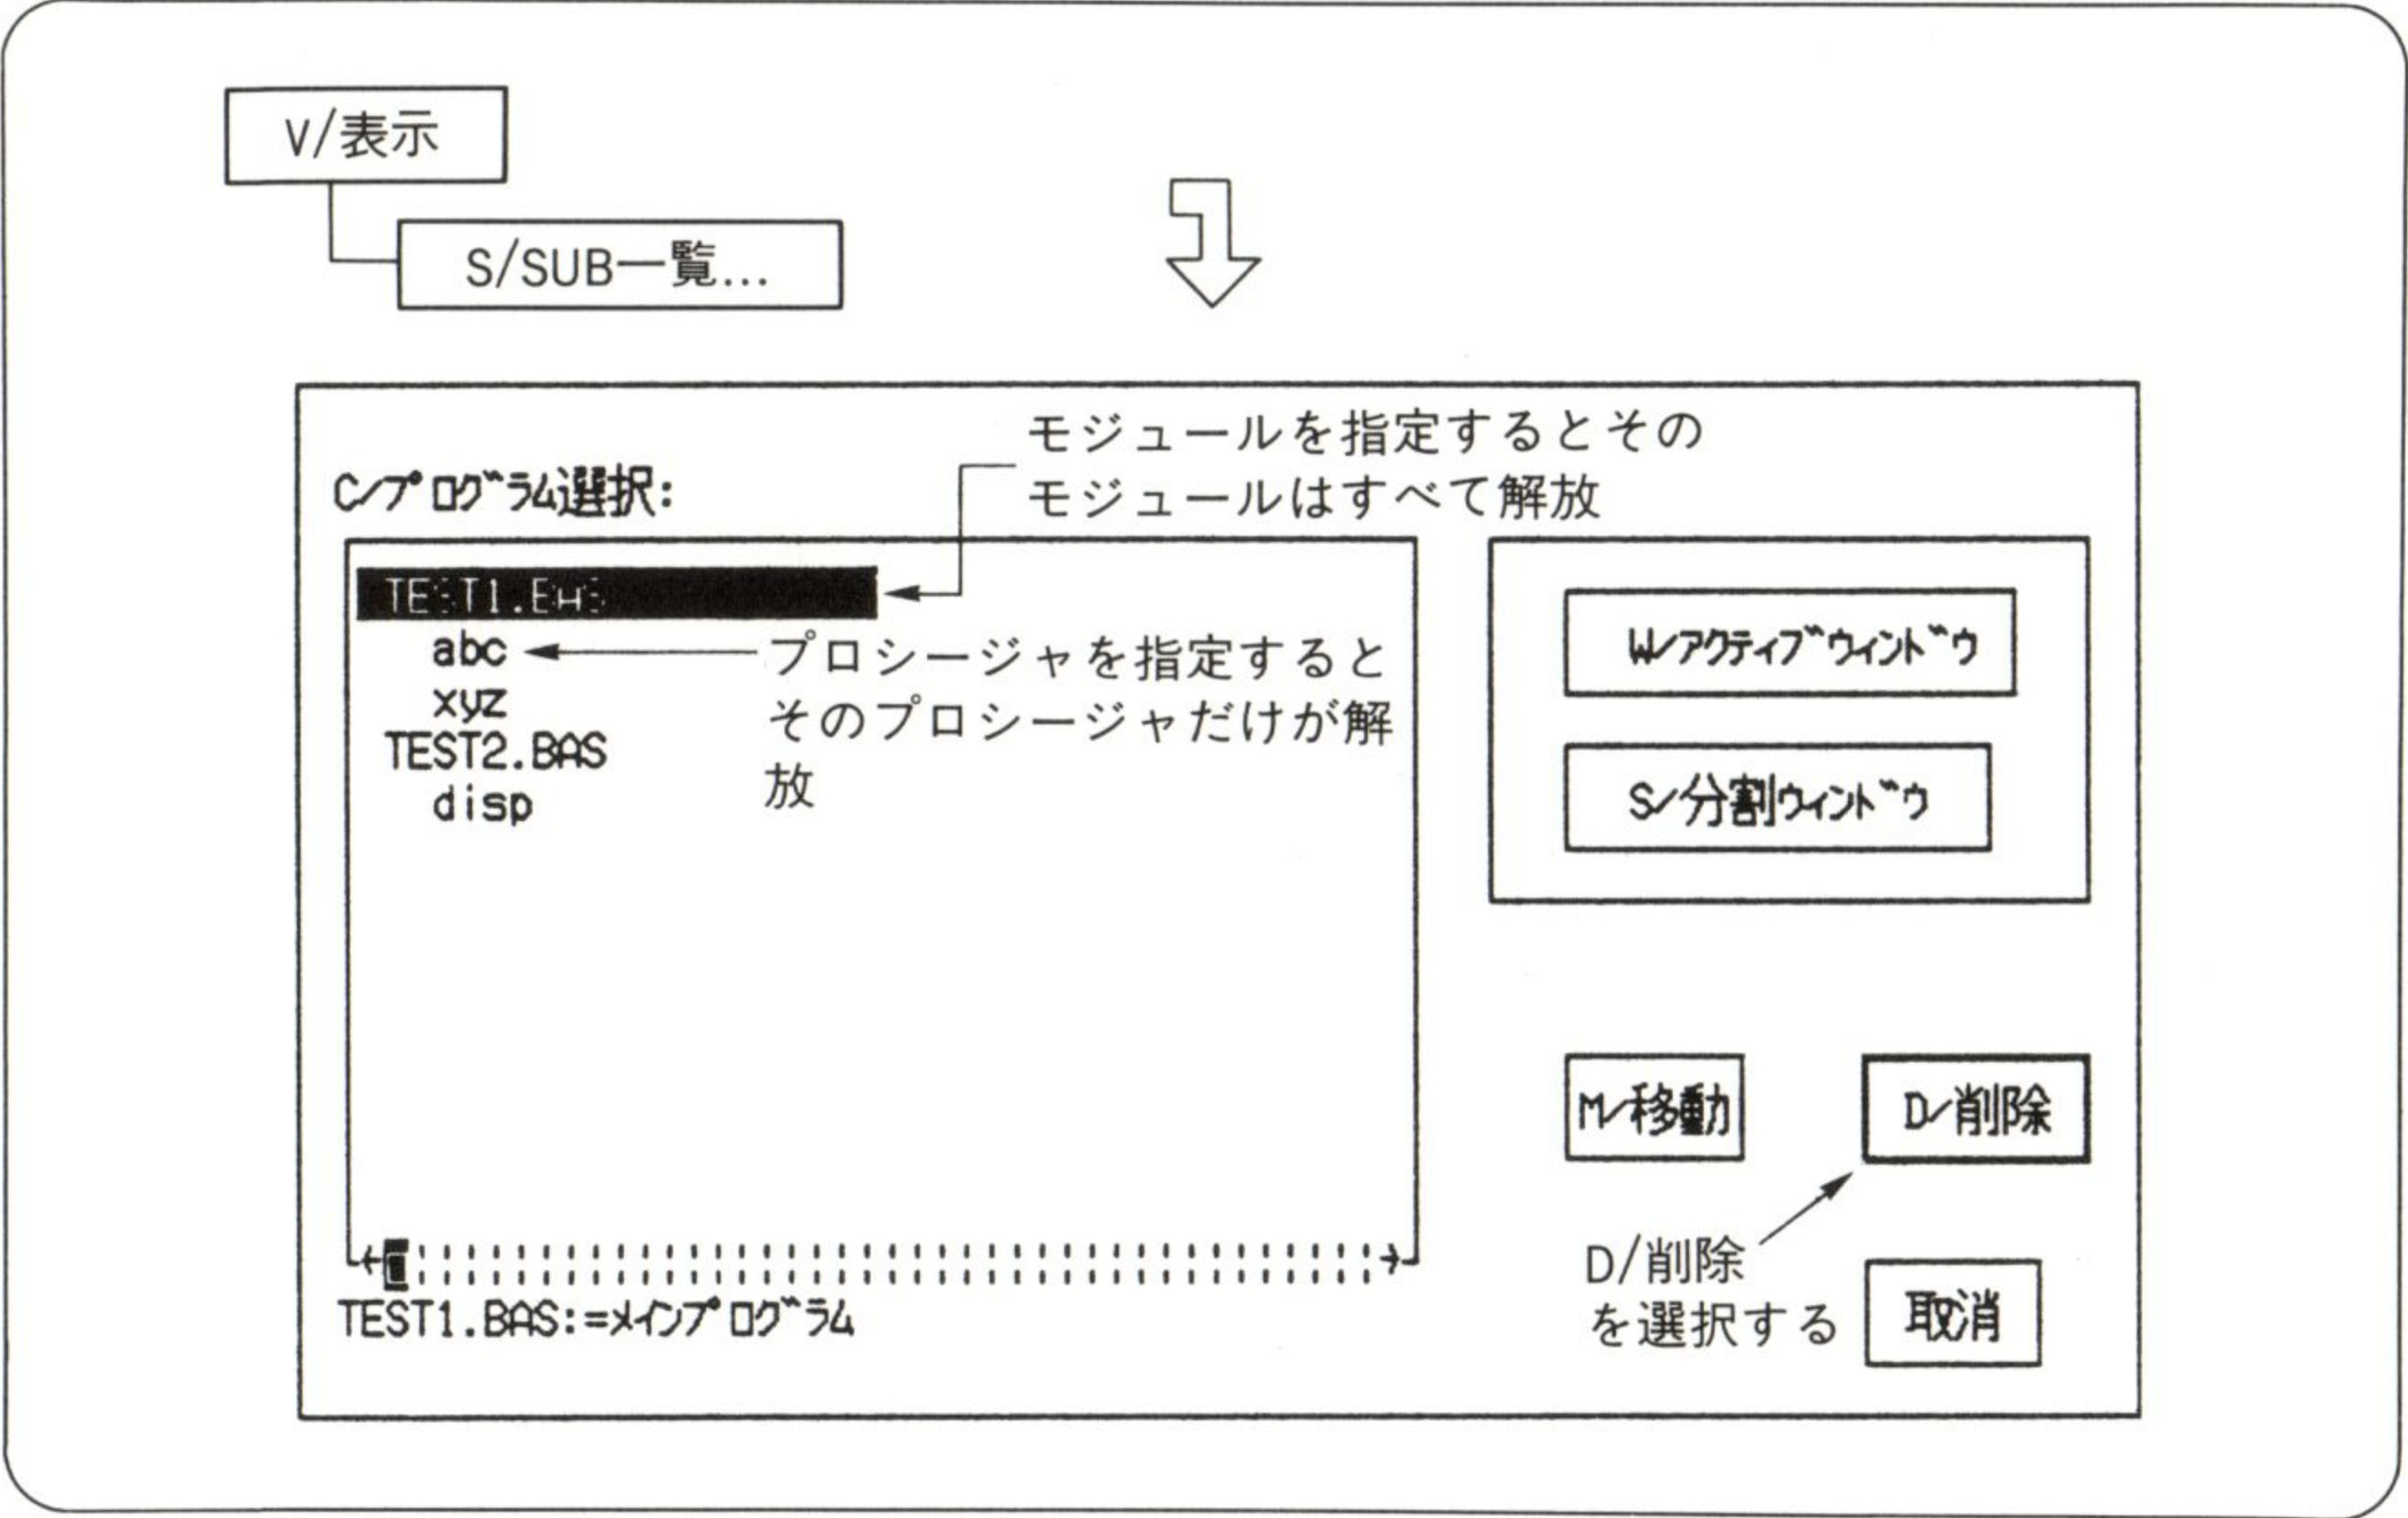 V/表示
S/SUB一覧...
モジュールを指定するとその
モジュールはすべて解放
C/プログラム選択:
TEST1.BAS
abc
プロシージャを指定すると
xyz
そのプロシージャだけが解
TEST2.BAS
放
disp
W/アクティブウィンドウ
S/分割ウィンドウ
M/移動
D/削除
D/削除
を選択する
取消
TEST1.BAS:=メインプログラム